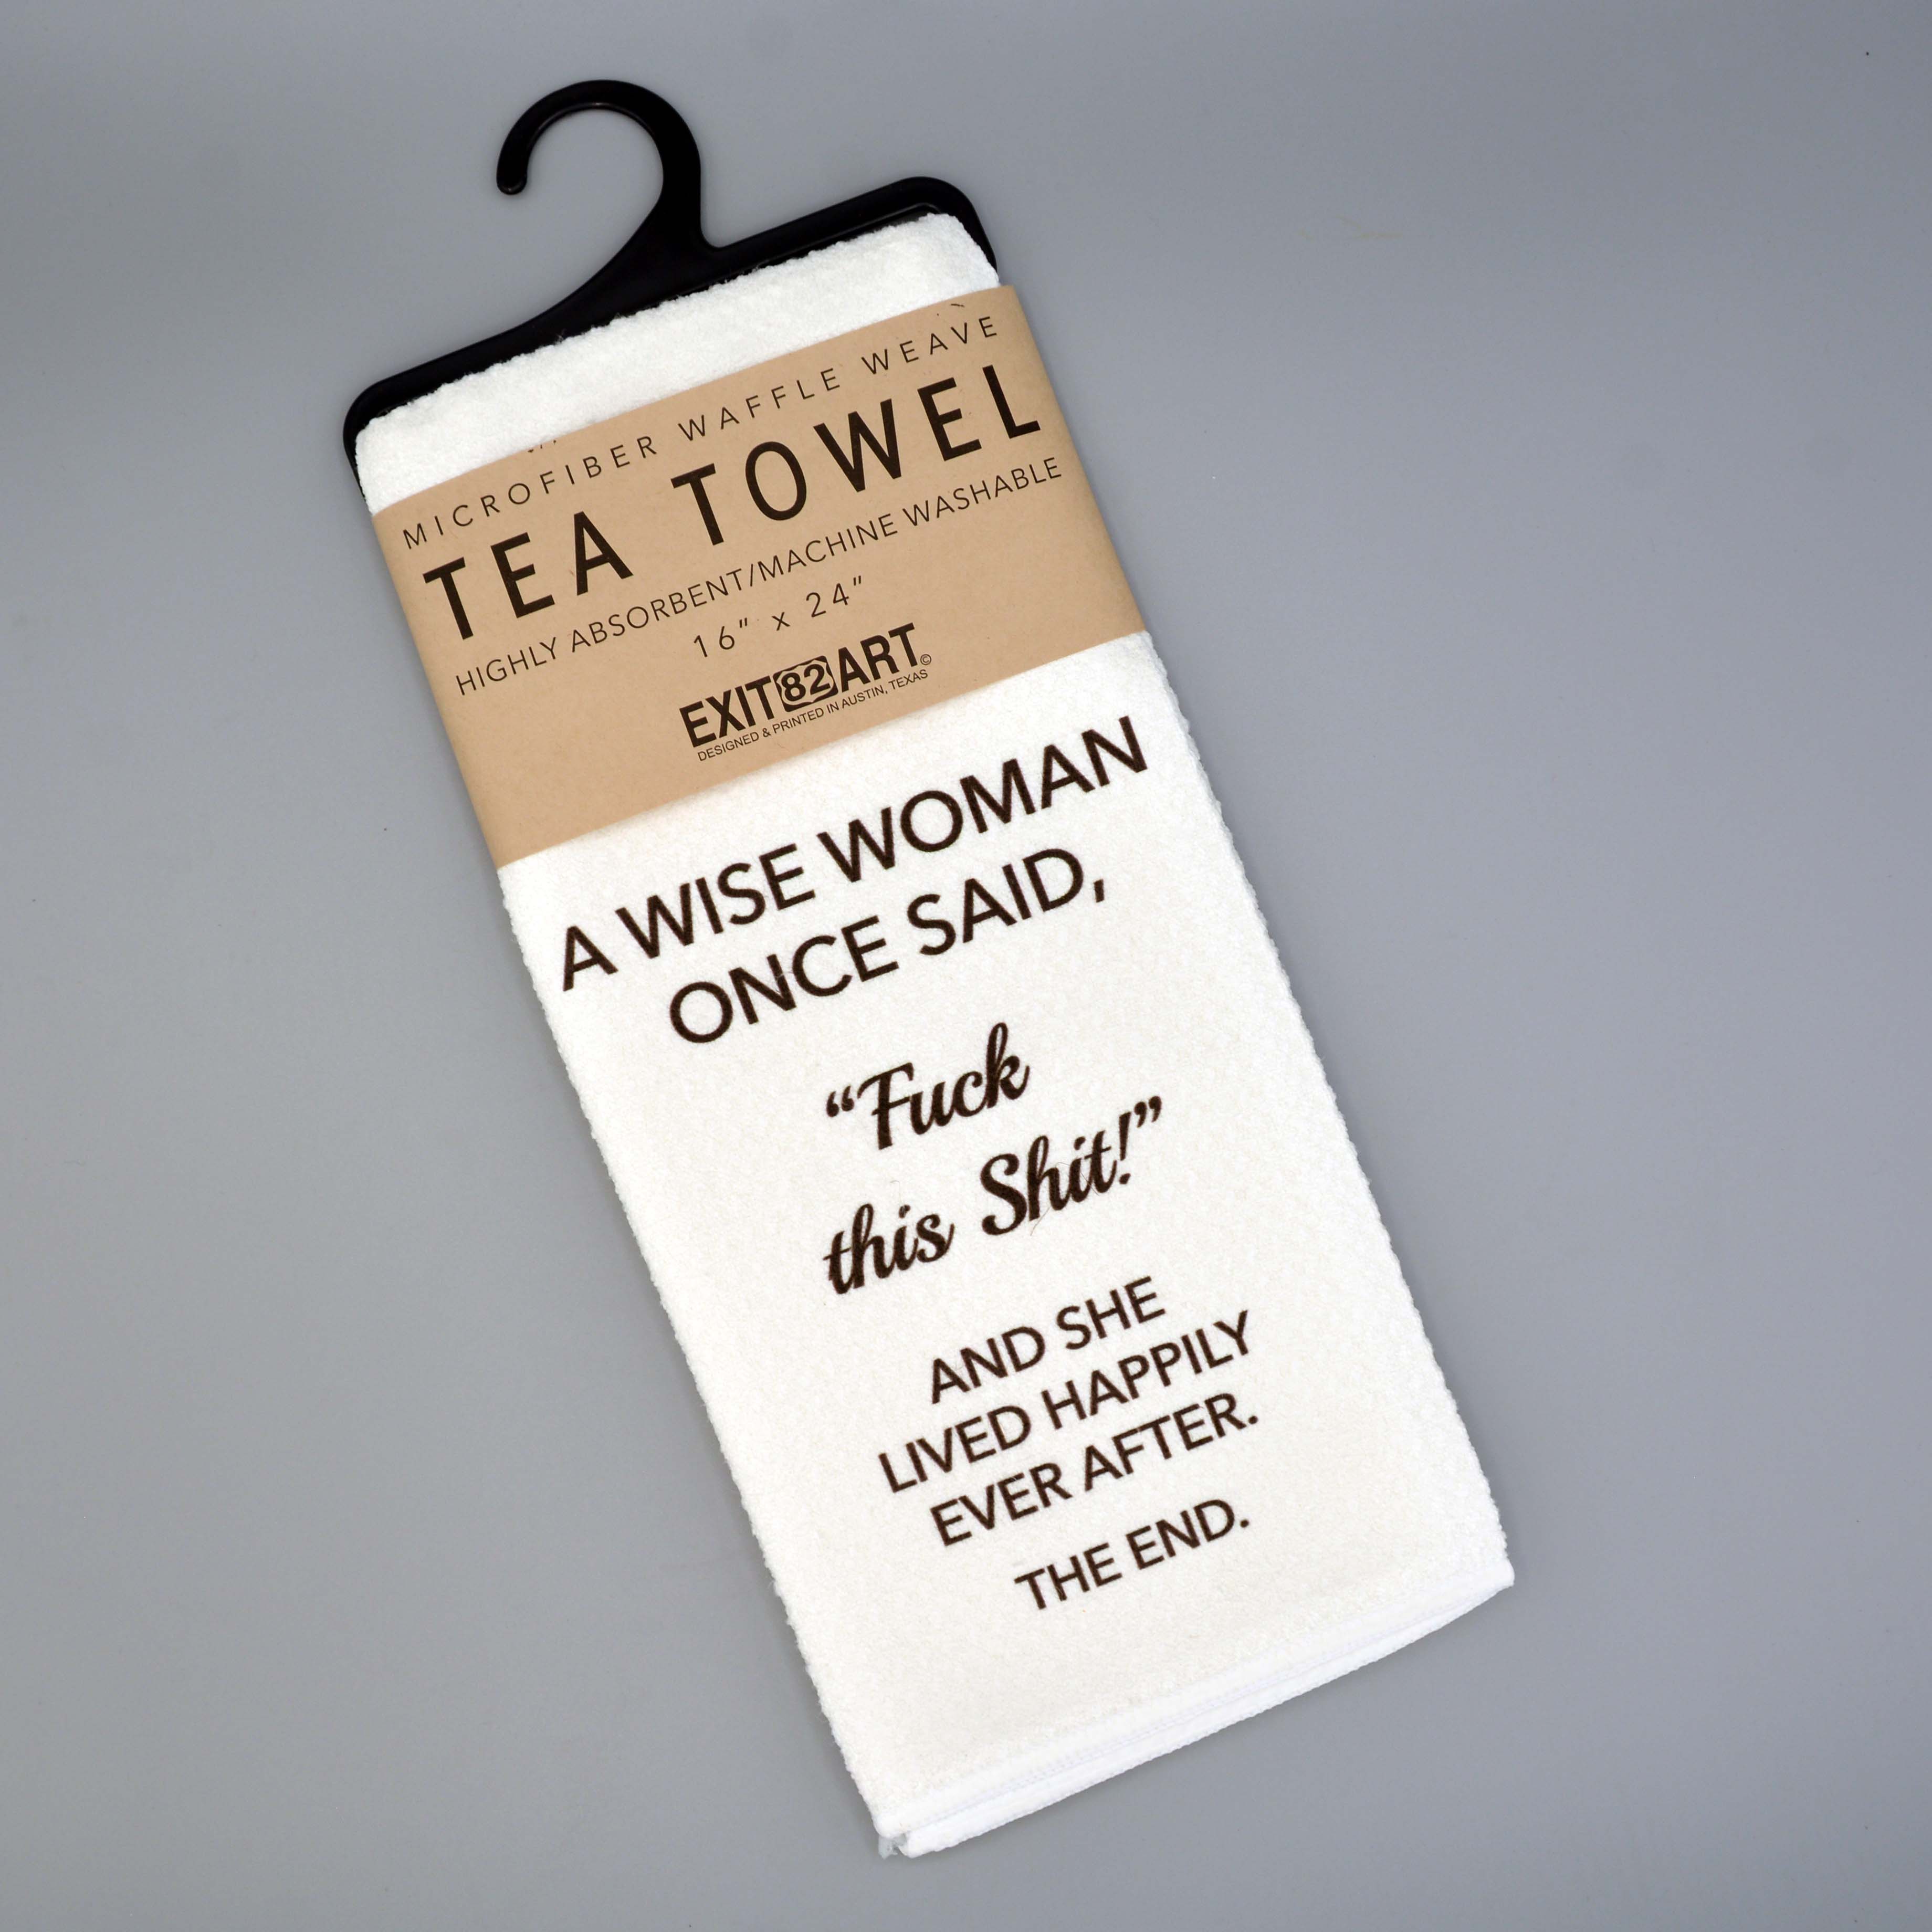 MICROFIBER WAFFLE WEAVE
TEA TOWEL
HIGHLY ABSORBENT/MACHINE WASHABLE
16" x 24"
EXIT82ART©
DESIGNED & PRINTED IN AUSTIN, TEXAS
A WISE WOMAN
ONCE SAID,
“Fuck
this Shit!”
AND SHE
LIVED HAPPILY
EVER AFTER.
THE END.